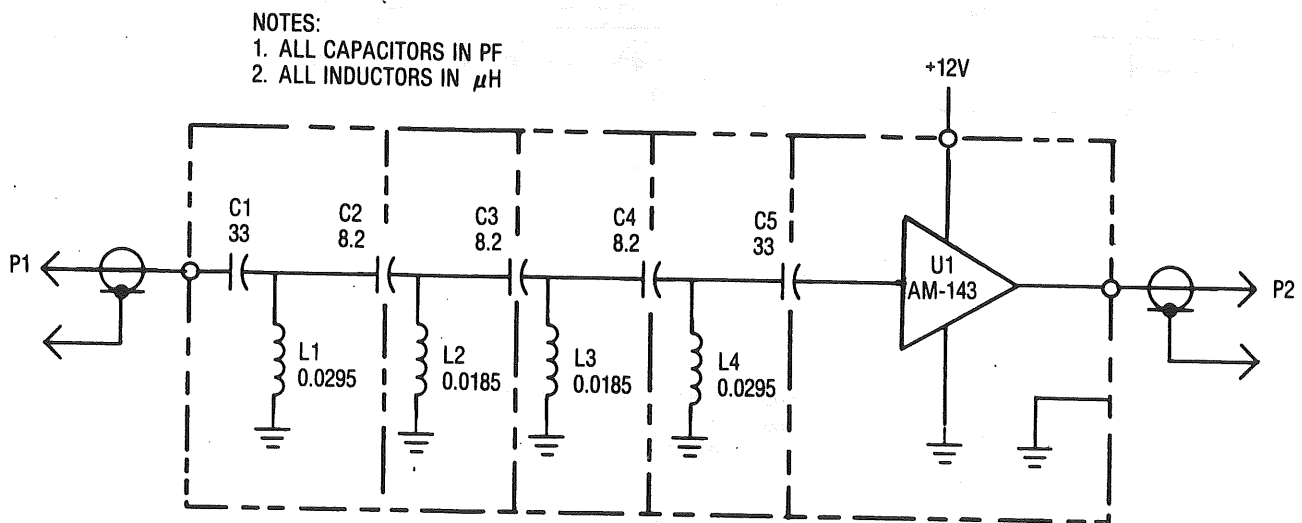 NOTES:
1. ALL CAPACITORS IN PF
2. ALL INDUCTORS IN μH
+12V
C1
33
C2
8.2
C3
8.2
C4
8.2
C5
33
P1
U1
AM-143
P2
L1
0.0295
L2
0.0185
L3
0.0185
L4
0.0295